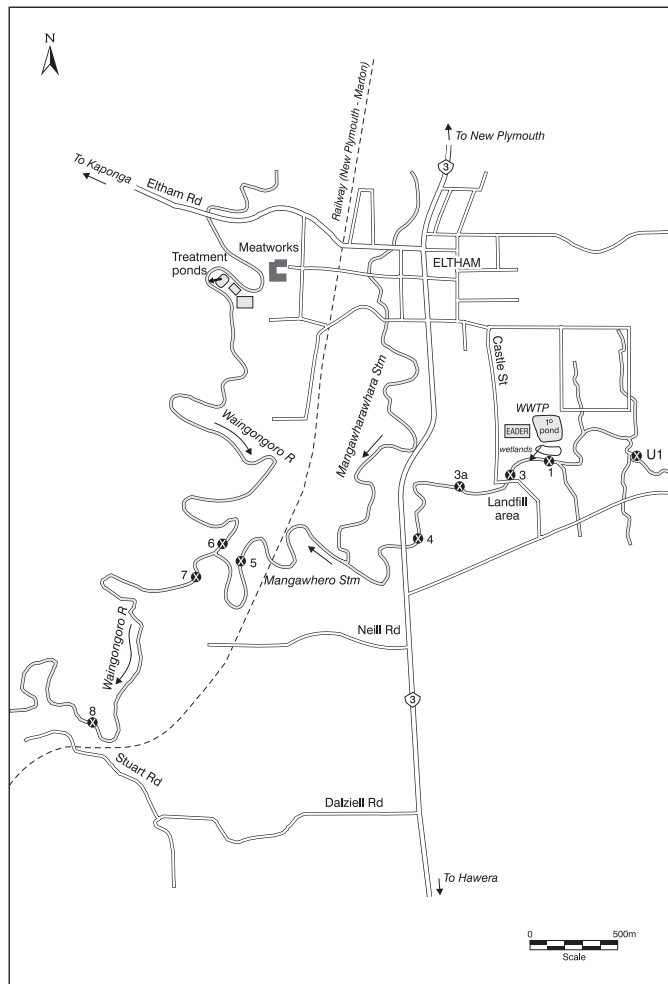 N
To New Plymouth
3
Railway (New Plymouth - Marton)
To Kaponga
Eltham Rd
Meatworks
Treatment
ponds
ELTHAM
Castle St
Mangawharawhara Stm
WWTP
1º
pond
EADER
wetlands
U1
1
3
3a
Landfill
area
Waingongoro R
4
6
5
7
Mangawhero Stm
Neill Rd
Waingongoro R
3
8
Stuart Rd
Dalziell Rd
To Hawera
0
500m
Scale